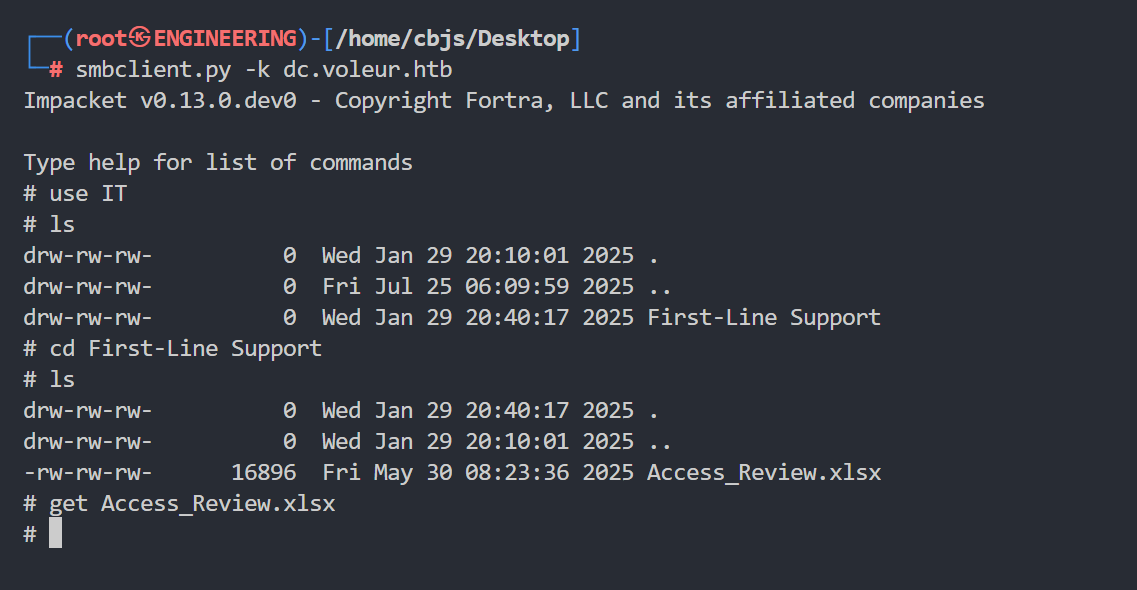 ┌──(root㉿ENGINEERING)-[/home/cbjs/Desktop]
└─# smbclient.py -k dc.voleur.htb
Impacket v0.13.0.dev0 - Copyright Fortra, LLC and its affiliated companies
Type help for list of commands
# use IT
# ls
drw-rw-rw-          0  Wed Jan 29 20:10:01 2025 .
drw-rw-rw-          0  Fri Jul 25 06:09:59 2025 ..
drw-rw-rw-          0  Wed Jan 29 20:40:17 2025 First-Line Support
# cd First-Line Support
# ls
drw-rw-rw-          0  Wed Jan 29 20:40:17 2025 .
drw-rw-rw-          0  Wed Jan 29 20:10:01 2025 ..
-rw-rw-rw-      16896  Fri May 30 08:23:36 2025 Access_Review.xlsx
# get Access_Review.xlsx
#